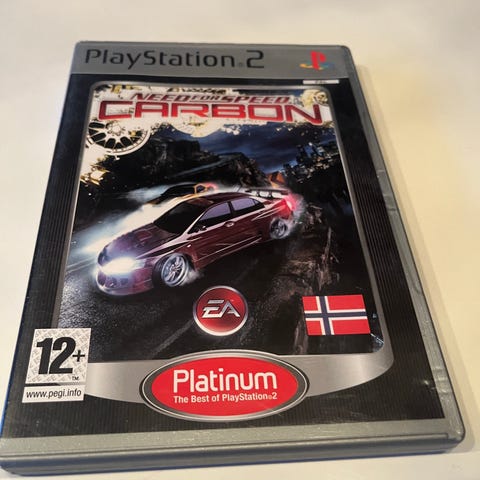 PlayStation 2
NEED FOR SPEED
CARBON
EA
12+
www.pegi.info
Platinum
The Best of PlayStation 2